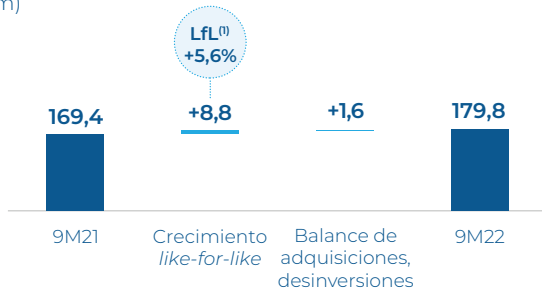 m)
LfL(1)
+5,6%
169,4
+8,8
+1,6
179,8
9M21
Crecimiento
like-for-like
Balance de
adquisiciones,
desinversiones
9M22